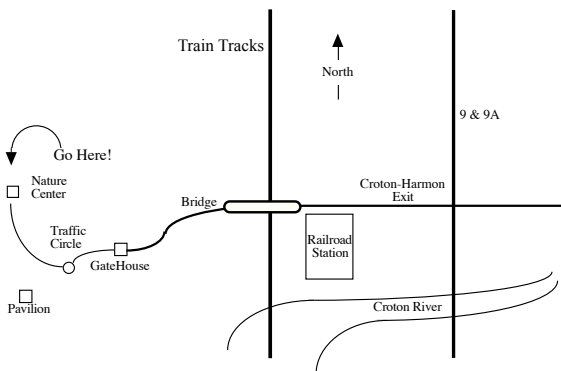 Train Tracks
North
9 & 9A
Go Here!
Nature
Center
Croton-Harmon
Exit
Bridge
Traffic
Circle
Railroad
Station
GateHouse
Pavilion
Croton River